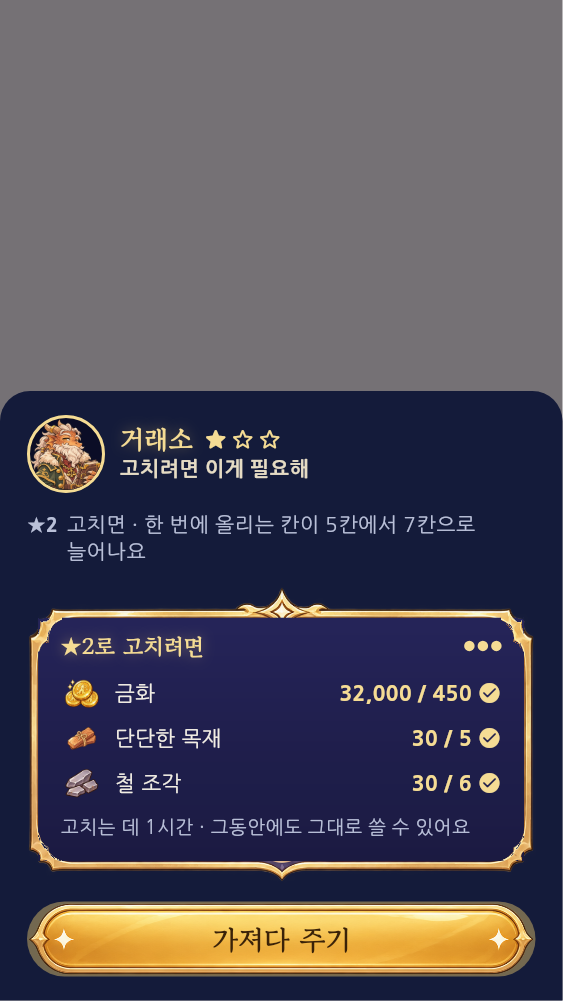 거래소 ★☆☆
고치려면 이게 필요해
★2 고치면 · 한 번에 올리는 칸이 5칸에서 7칸으로
늘어나요
★2로 고치려면 ●●●
금화 32,000 / 450
단단한 목재 30 / 5
철 조각 30 / 6
고치는 데 1시간 · 그동안에도 그대로 쓸 수 있어요
가져다 주기